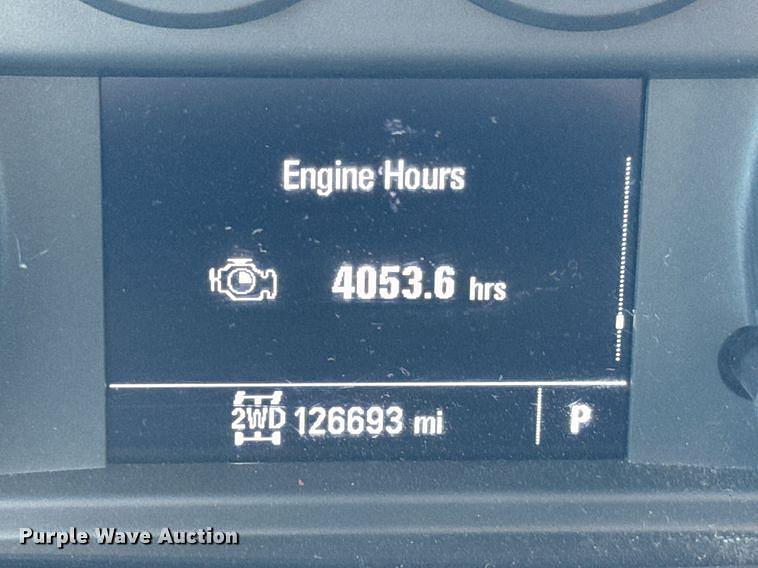 Engine Hours
4053.6 hrs
2WD 126693 mi P
Purple Wave Auction